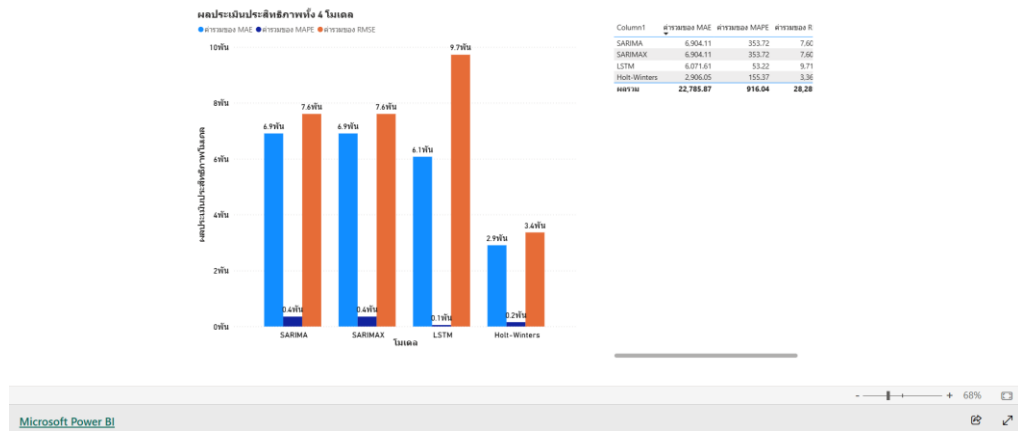 ผลประเมินประสิทธิภาพทั้ง 4 โมเดล
ค่ารวมของ MAE ค่ารวมของ MAPE ค่ารวมของ RMSE
ผลประเมินประสิทธิภาพโมเดล
10พัน
8พัน
6พัน
4พัน
2พัน
0พัน
6.9พัน
0.4พัน
7.6พัน
6.9พัน
0.4พัน
7.6พัน
6.1พัน
0.1พัน
9.7พัน
2.9พัน
0.2พัน
3.4พัน
SARIMA SARIMAX LSTM Holt-Winters
โมเดล
Column1 ค่ารวมของ MAE ค่ารวมของ MAPE ค่ารวมของ R
SARIMA 6,904.11 353.72 7,60
SARIMAX 6,904.11 353.72 7,60
LSTM 6,071.61 53.22 9,71
Holt-Winters 2,906.05 155.37 3,36
ผลรวม 22,785.87 916.04 28,28
- + 68%
Microsoft Power BI